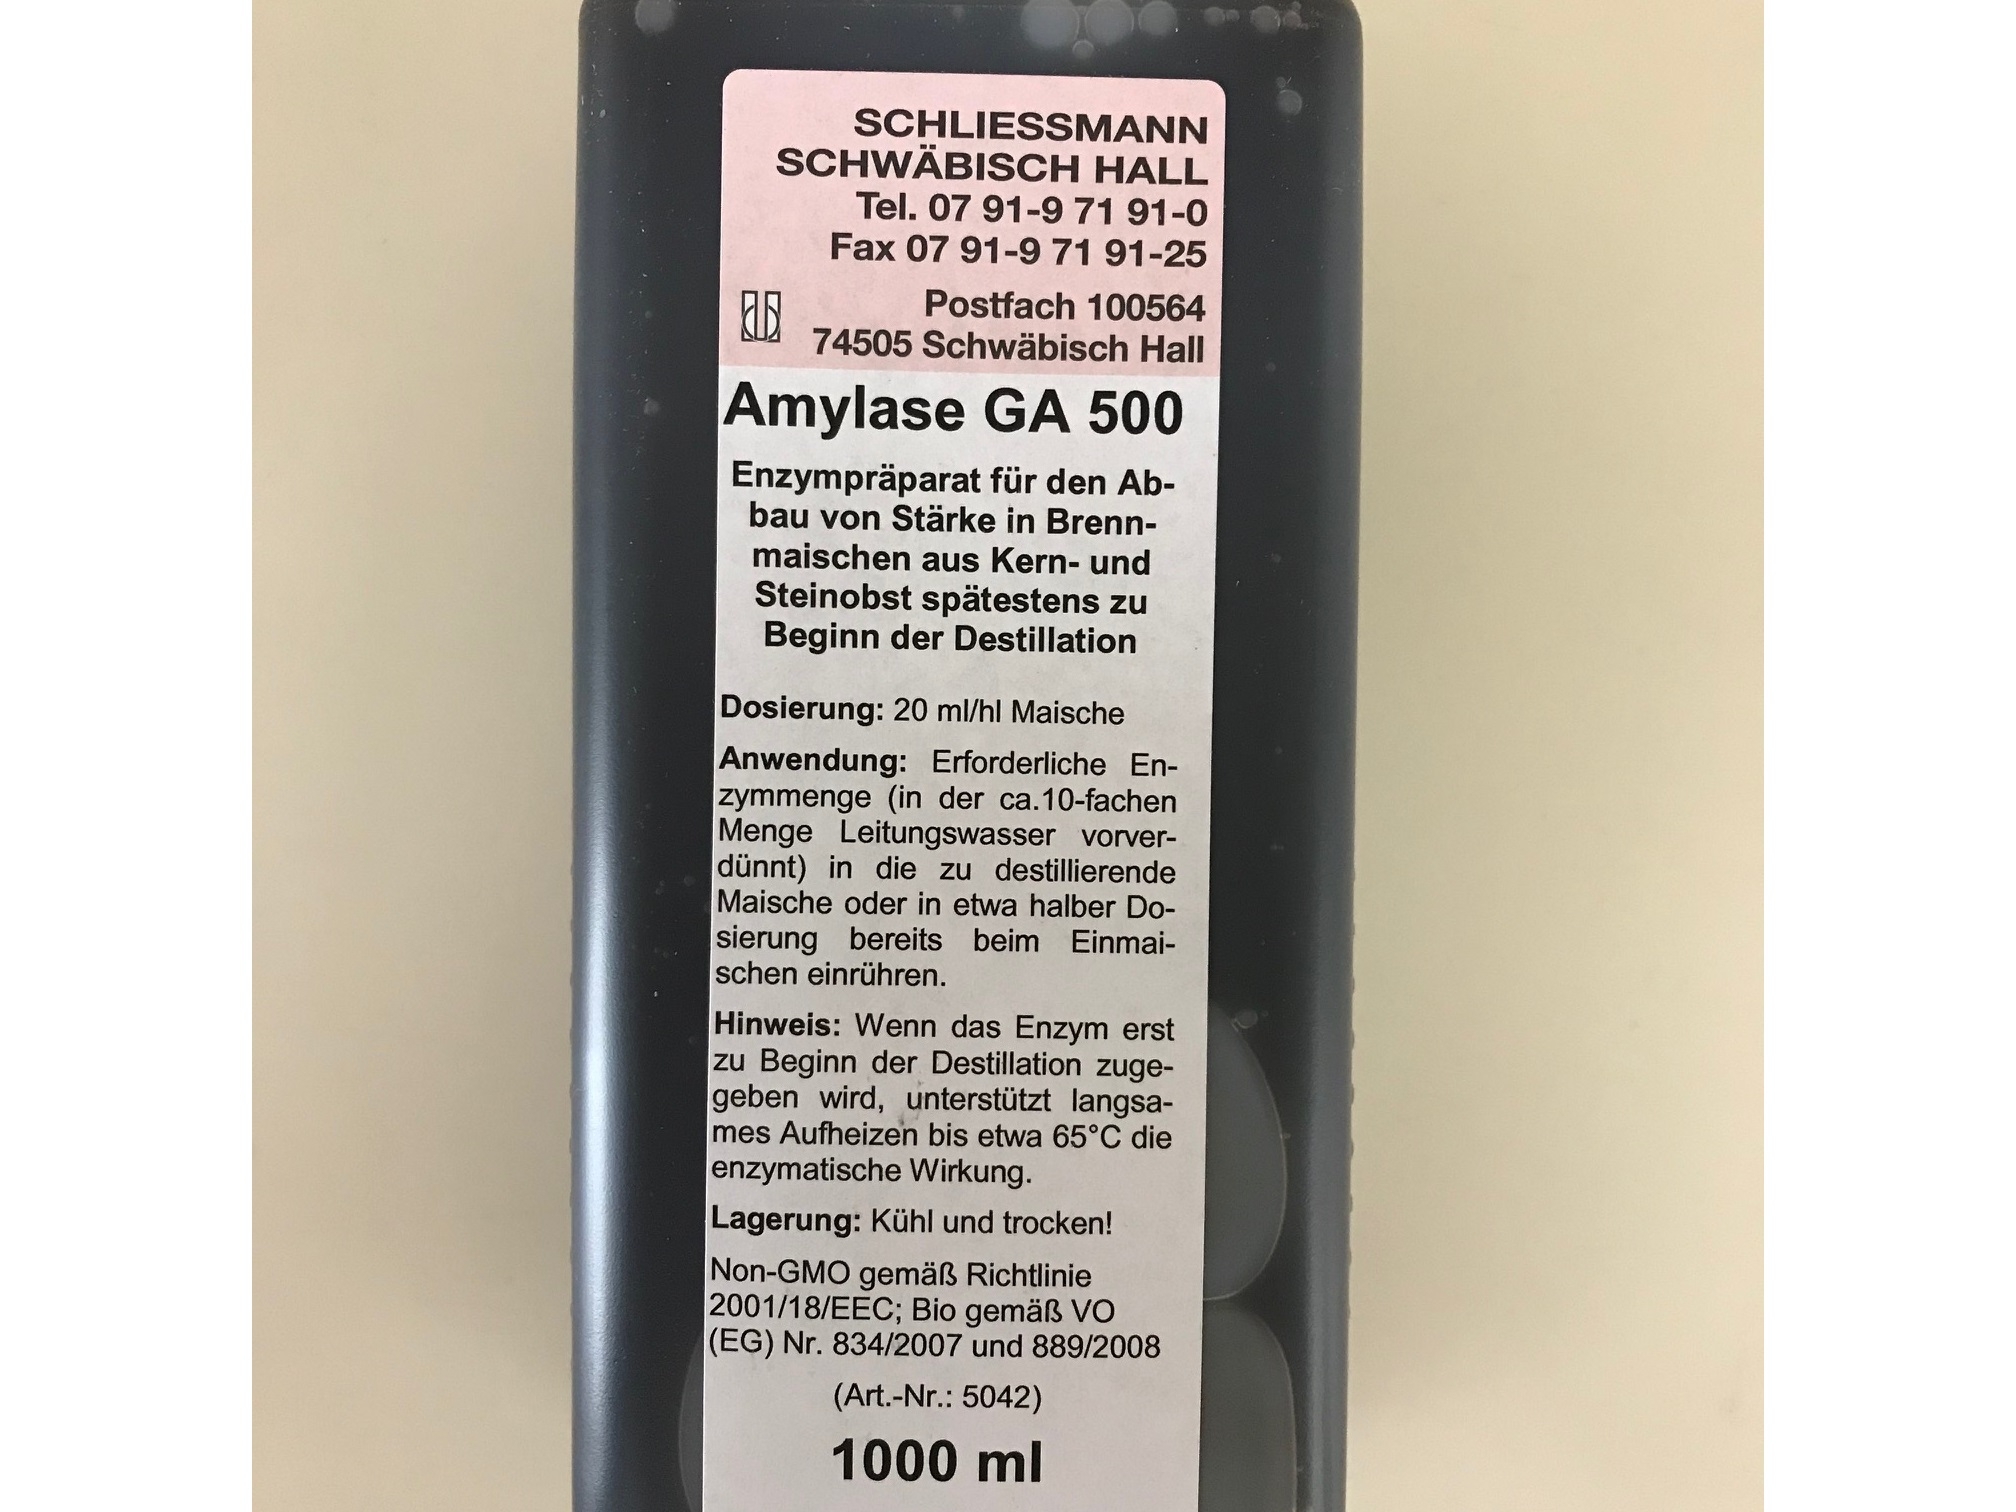 SCHLIESSMANN
SCHWÄBISCH HALL
Tel. 07 91-9 71 91-0
Fax 07 91-9 71 91-25
Postfach 100564
74505 Schwäbisch Hall
Amylase GA 500
Enzympräparat für den Ab-
bau von Stärke in Brenn-
maischen aus Kern- und
Steinobst spätestens zu
Beginn der Destillation
Dosierung: 20 ml/hl Maische
Anwendung: Erforderliche En-
zymmenge (in der ca.10-fachen
Menge Leitungswasser vorver-
dünnt) in die zu destillierende
Maische oder in etwa halber Do-
sierung bereits beim Einmai-
schen einrühren.
Hinweis: Wenn das Enzym erst
zu Beginn der Destillation zuge-
geben wird, unterstützt langsa-
mes Aufheizen bis etwa 65°C die
enzymatische Wirkung.
Lagerung: Kühl und trocken!
Non-GMO gemäß Richtlinie
2001/18/EEC; Bio gemäß VO
(EG) Nr. 834/2007 und 889/2008
(Art.-Nr.: 5042)
1000 ml